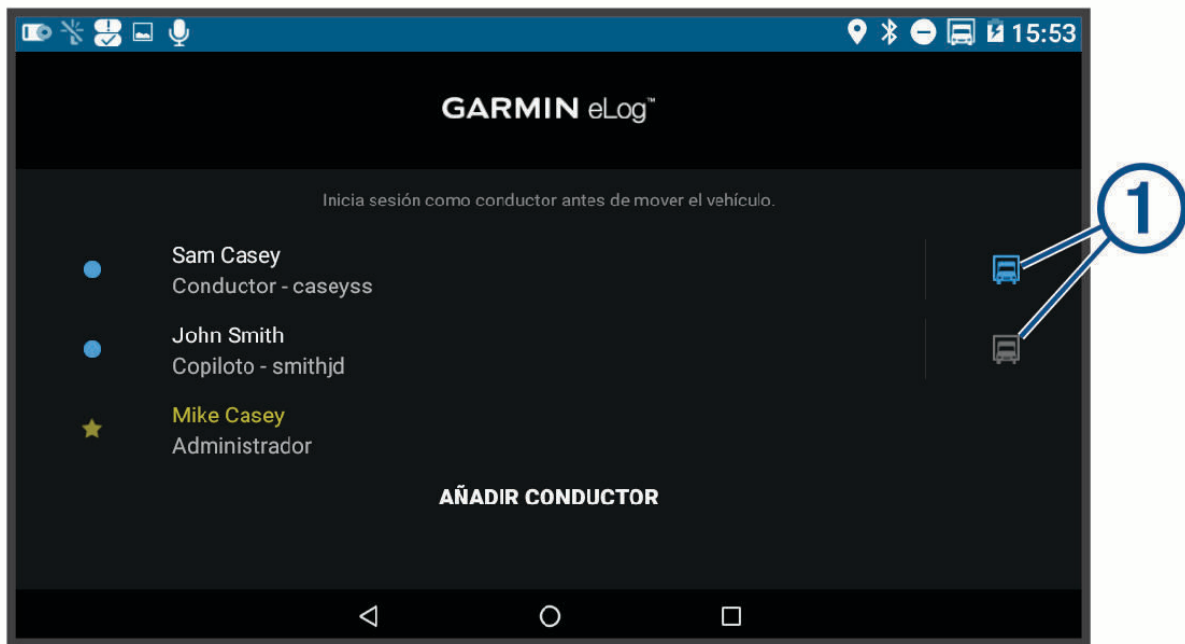 15:53
GARMIN eLog™
Inicia sesión como conductor antes de mover el vehículo.
1
Sam Casey
Conductor - caseyss
John Smith
Copiloto - smithjd
Mike Casey
Administrador
AÑADIR CONDUCTOR